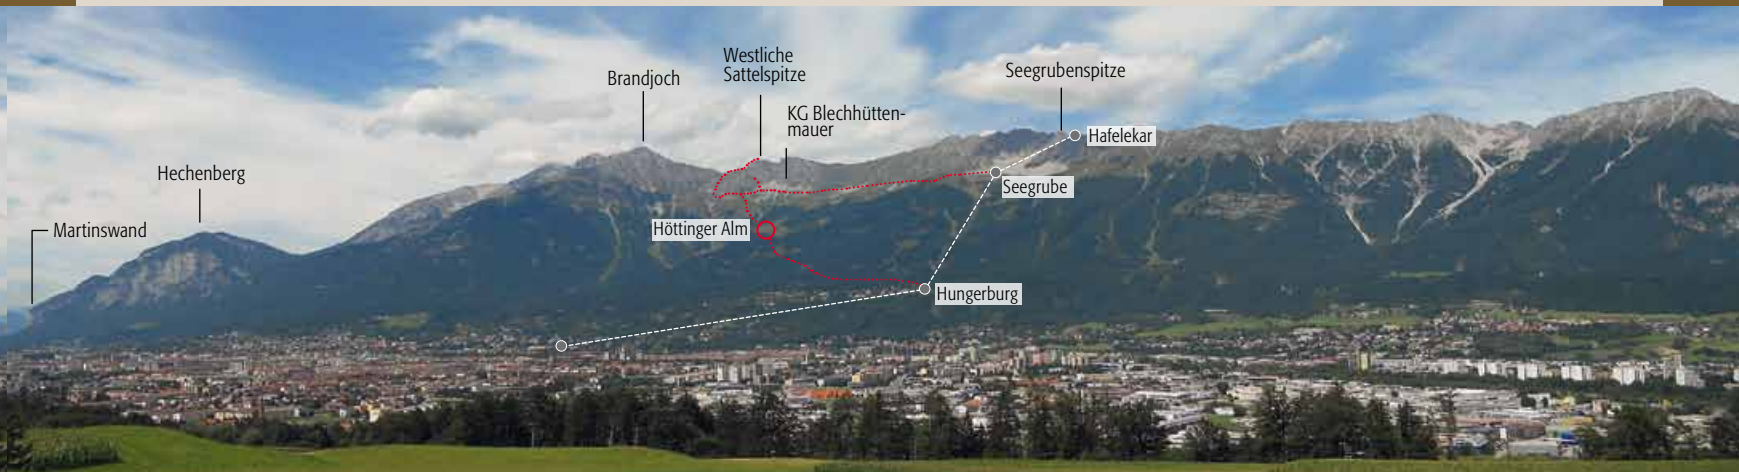 Westliche
Sattelspitze
Brandjoch
Seegrubenspitze
KG Blechhütten-
mauer
Hafelekar
Hechenberg
Seegrube
Martinswand
Höttinger Alm
Hungerburg